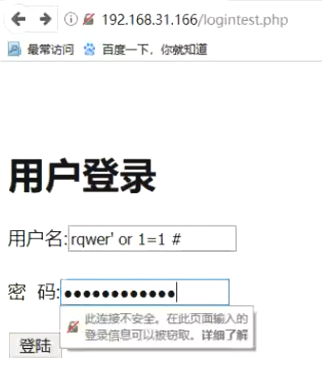 192.168.31.166/logintest.php
最常访问 百度一下，你就知道
用户登录
用户名: rqwer' or 1=1 #
密 码: ●●●●●●●●●●●●
此连接不安全。在此页面输入的
登录信息可以被窃取。详细了解
登陆